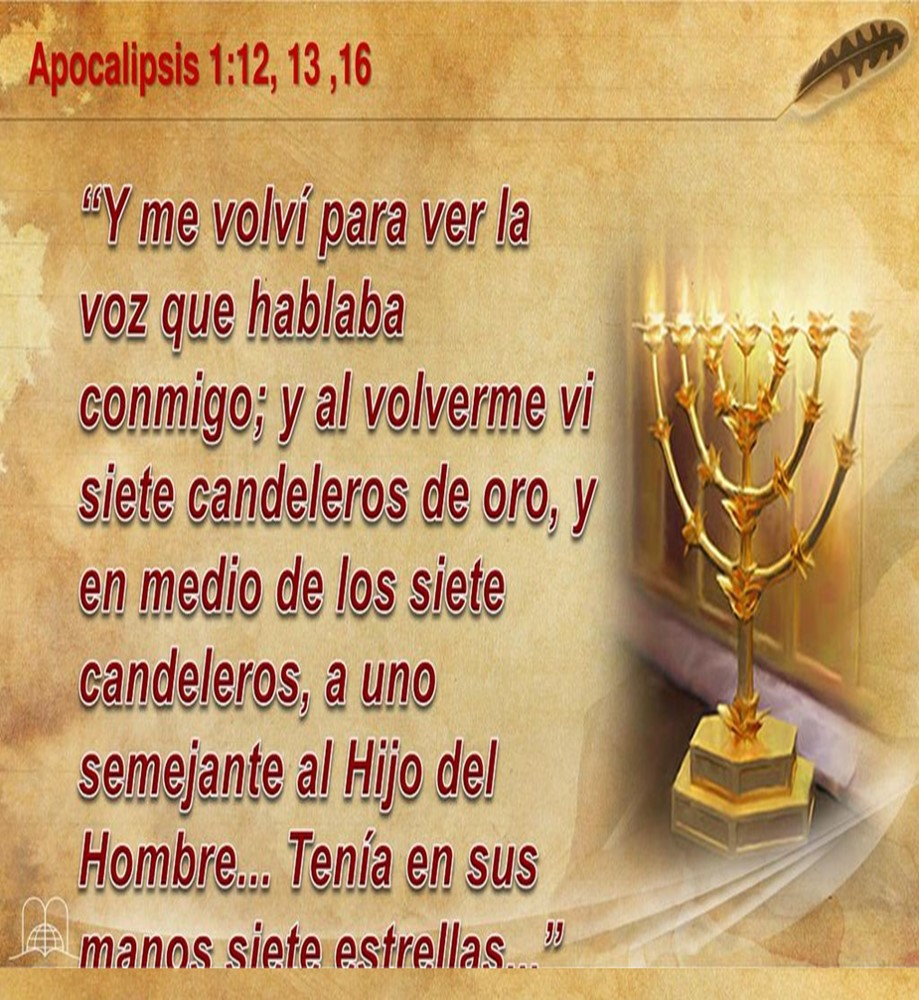 Apocalipsis 1:12, 13 ,16
“Y me volví para ver la
voz que hablaba
conmigo; y al volverme vi
siete candeleros de oro, y
en medio de los siete
candeleros, a uno
semejante al Hijo del
Hombre... Tenía en sus
manos siete estrellas...”